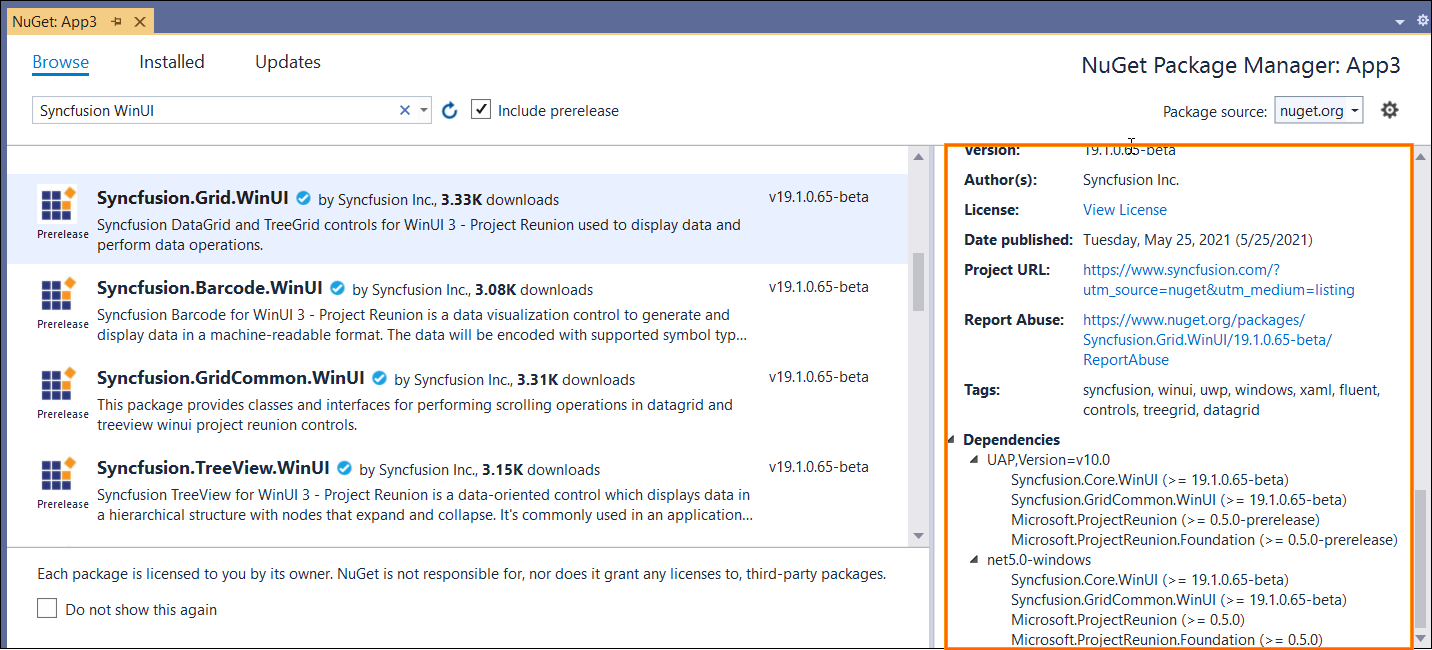 NuGet: App3
Browse Installed Updates
NuGet Package Manager: App3
Syncfusion WinUI
Include prerelease
Package source: nuget.org
Syncfusion.Grid.WinUI by Syncfusion Inc., 3.33K downloads
v19.1.0.65-beta
Prerelease
Syncfusion DataGrid and TreeGrid controls for WinUI 3 - Project Reunion used to display data and
perform data operations.
Syncfusion.Barcode.WinUI by Syncfusion Inc., 3.08K downloads
v19.1.0.65-beta
Prerelease
Syncfusion Barcode for WinUI 3 - Project Reunion is a data visualization control to generate and
display data in a machine-readable format. The data will be encoded with supported symbol typ...
Syncfusion.GridCommon.WinUI by Syncfusion Inc., 3.31K downloads
v19.1.0.65-beta
Prerelease
This package provides classes and interfaces for performing scrolling operations in datagrid and
treeview winui project reunion controls.
Syncfusion.TreeView.WinUI by Syncfusion Inc., 3.15K downloads
v19.1.0.65-beta
Prerelease
Syncfusion TreeView for WinUI 3 - Project Reunion is a data-oriented control which displays data in
a hierarchical structure with nodes that expand and collapse. It's commonly used in an application...
Each package is licensed to you by its owner. NuGet is not responsible for, nor does it grant any licenses to, third-party packages.
Do not show this again
Version: 19.1.0.65-beta
Author(s): Syncfusion Inc.
License: View License
Date published: Tuesday, May 25, 2021 (5/25/2021)
Project URL: https://www.syncfusion.com/?
utm_source=nuget&utm_medium=listing
Report Abuse: https://www.nuget.org/packages/
Syncfusion.Grid.WinUI/19.1.0.65-beta/
ReportAbuse
Tags: syncfusion, winui, uwp, windows, xaml, fluent,
controls, treegrid, datagrid
Dependencies
UAP,Version=v10.0
Syncfusion.Core.WinUI (>= 19.1.0.65-beta)
Syncfusion.GridCommon.WinUI (>= 19.1.0.65-beta)
Microsoft.ProjectReunion (>= 0.5.0-prerelease)
Microsoft.ProjectReunion.Foundation (>= 0.5.0-prerelease)
net5.0-windows
Syncfusion.Core.WinUI (>= 19.1.0.65-beta)
Syncfusion.GridCommon.WinUI (>= 19.1.0.65-beta)
Microsoft.ProjectReunion (>= 0.5.0)
Microsoft.ProjectReunion.Foundation (>= 0.5.0)